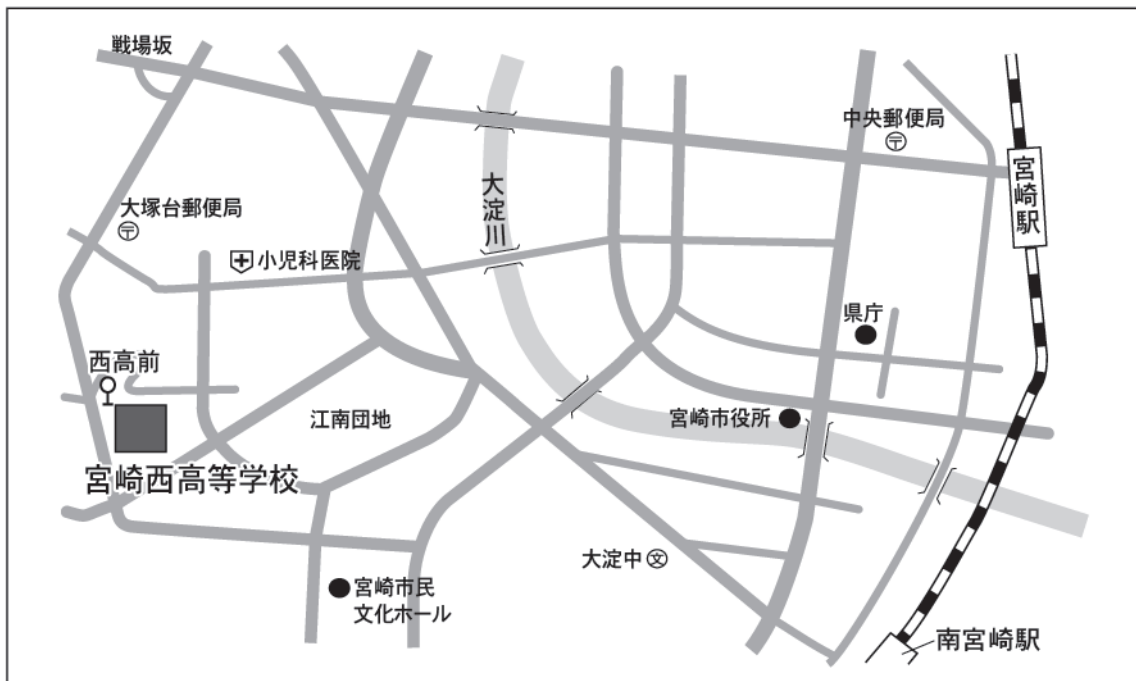 戦場坂
中央郵便局
〒
宮崎駅
大淀川
大塚台郵便局
〒
小児科医院
県庁
西高前
江南団地
宮崎市役所
宮崎西高等学校
大淀中
文
宮崎市民
文化ホール
南宮崎駅